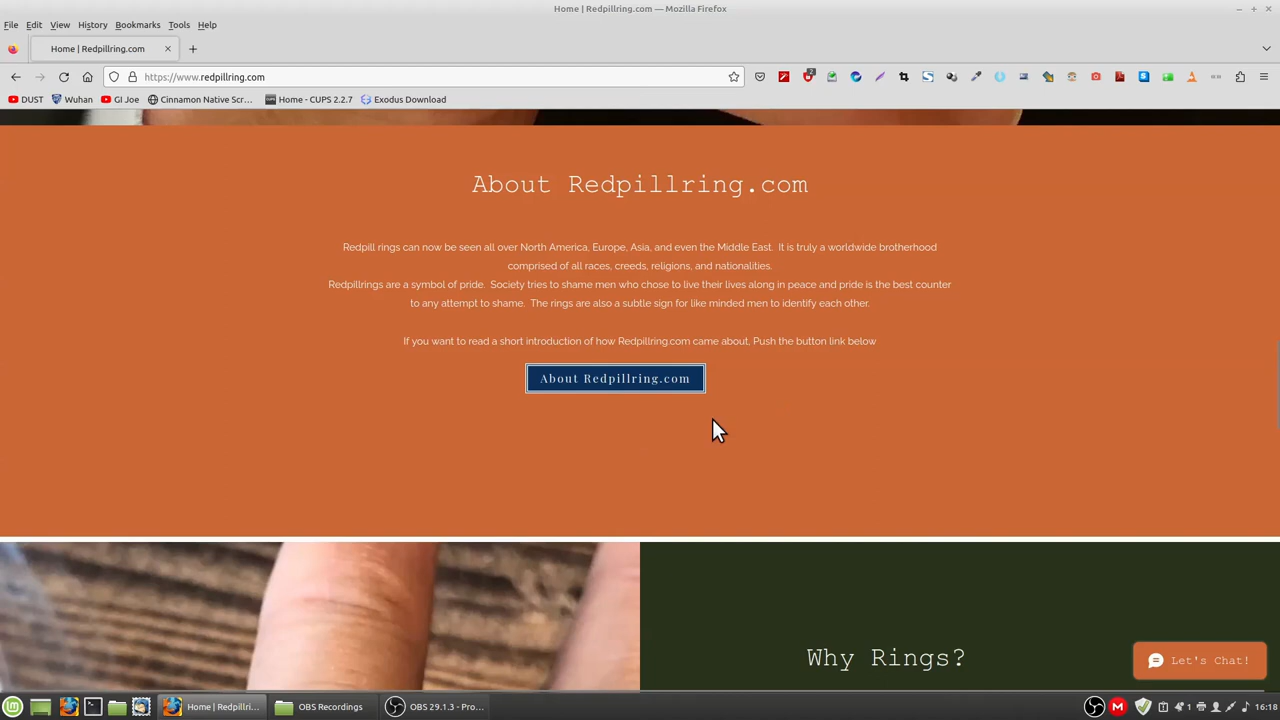 Home | Redpillring.com — Mozilla Firefox
File Edit View History Bookmarks Tools Help
Home | Redpillring.com
https://www.redpillring.com
2
DUST Wuhan GI Joe Cinnamon Native Scr... Home - CUPS 2.2.7 Exodus Download
About Redpillring.com
Redpill rings can now be seen all over North America, Europe, Asia, and even the Middle East. It is truly a worldwide brotherhood
comprised of all races, creeds, religions, and nationalities.
Redpillrings are a symbol of pride. Society tries to shame men who chose to live their lives along in peace and pride is the best counter
to any attempt to shame. The rings are also a subtle sign for like minded men to identify each other.
If you want to read a short introduction of how Redpillring.com came about, Push the button link below
About Redpillring.com
Why Rings?
Let's Chat!
Home | Redpillri... OBS Recordings OBS 29.1.3 - Pro... 1 16:18